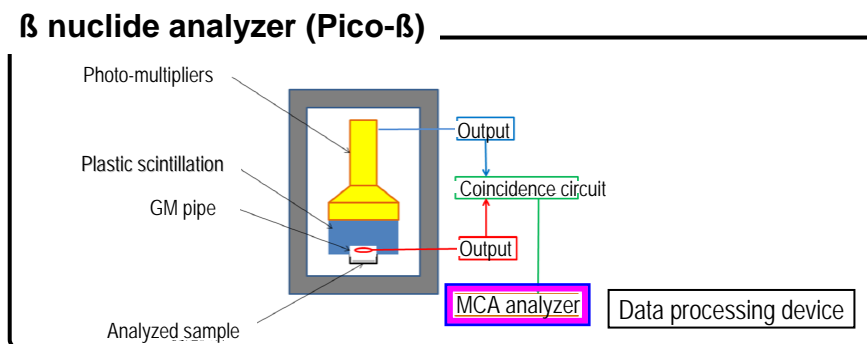 ß nuclide analyzer (Pico-ß)
Photo-multipliers
Output
Plastic scintillation
Coincidence circuit
GM pipe
Output
MCA analyzer
Data processing device
Analyzed sample